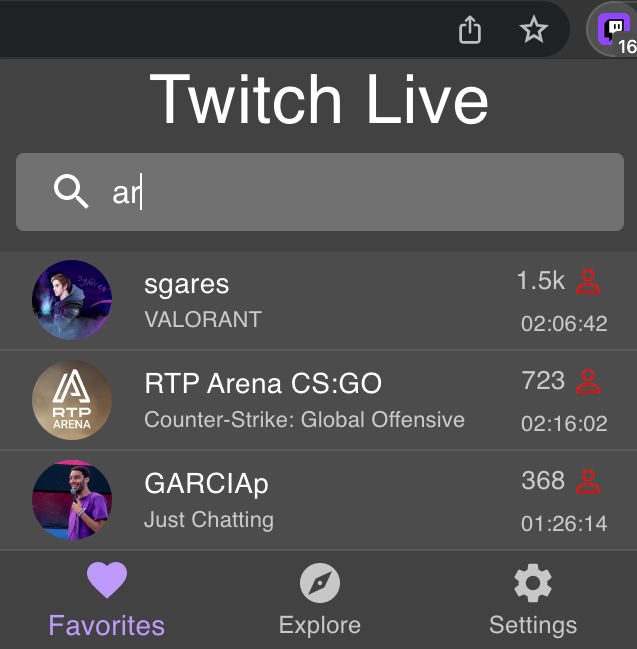 16
Twitch Live
ar
sgares
1.5k
VALORANT
02:06:42
RTP ARENA
RTP Arena CS:GO
723
Counter-Strike: Global Offensive
02:16:02
GARCIAp
368
Just Chatting
01:26:14
Favorites
Explore
Settings